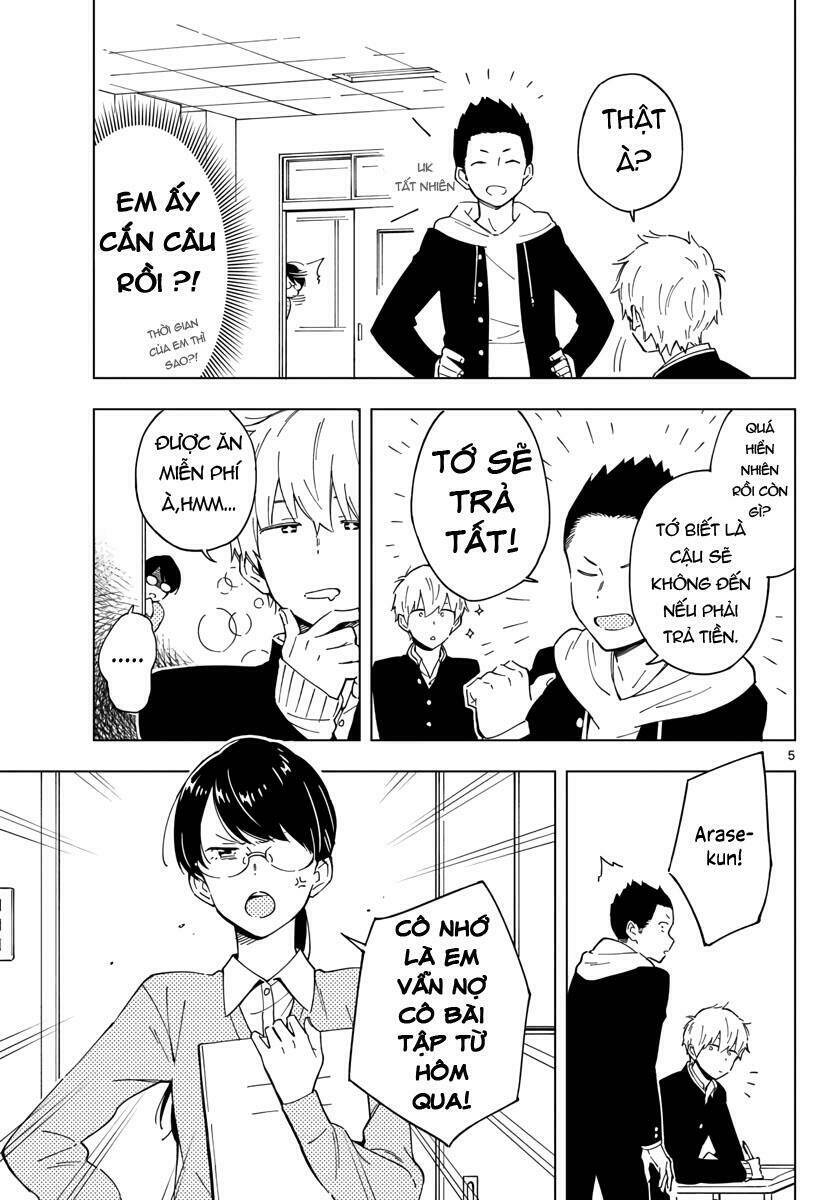 THẬT
À?
UK
TẤT NHIÊN
EM ẤY
CẮN CÂU
RỒI ?!
THỜI GIAN
CỦA EM THÌ
SAO?!
QUÁ
HIỂN
NHIÊN
RỒI CÒN
GÌ?
TỚ BIẾT LÀ
CẬU SẼ
KHÔNG ĐẾN
NẾU PHẢI
TRẢ TIỀN.
TỚ SẼ
TRẢ
TẤT!
ĐƯỢC ĂN
MIỄN PHÍ
À,HMM...
.....
5
Arase-
kun!
CÔ NHỚ
LÀ EM
VẪN NỢ
CÔ BÀI
TẬP TỪ
HÔM
QUA!